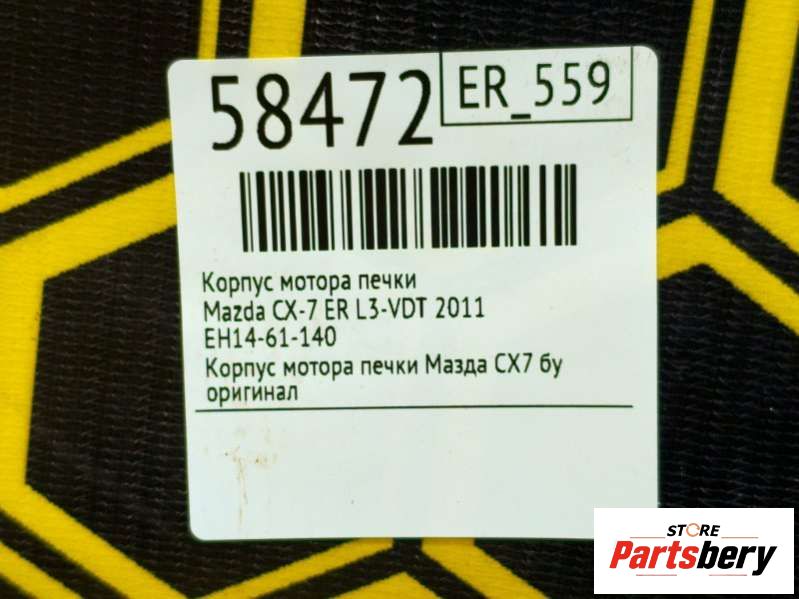 58472
ER_559
Корпус мотора печки
Mazda CX-7 ER L3-VDT 2011
EH14-61-140
Корпус мотора печки Мазда СХ7 бу
оригинал
STORE
Partsbery